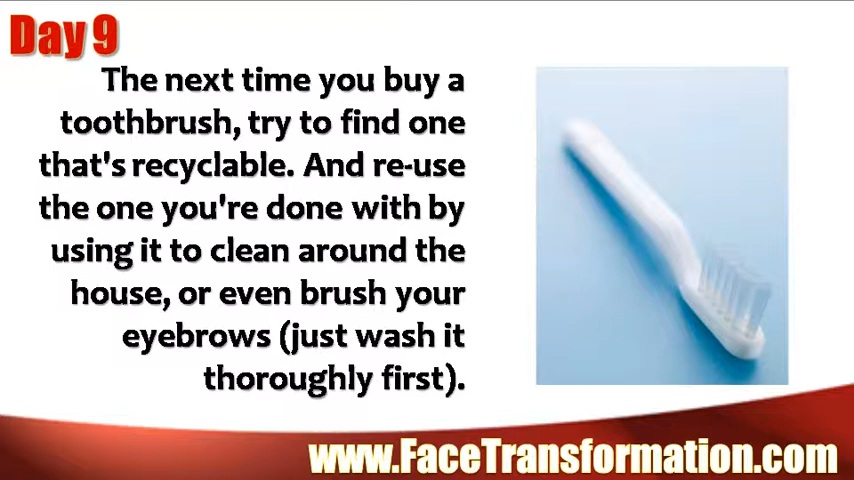 Day 9
The next time you buy a
toothbrush, try to find one
that's recyclable. And re-use
the one you're done with by
using it to clean around the
house, or even brush your
eyebrows (just wash it
thoroughly first).
www.FaceTransformation.com